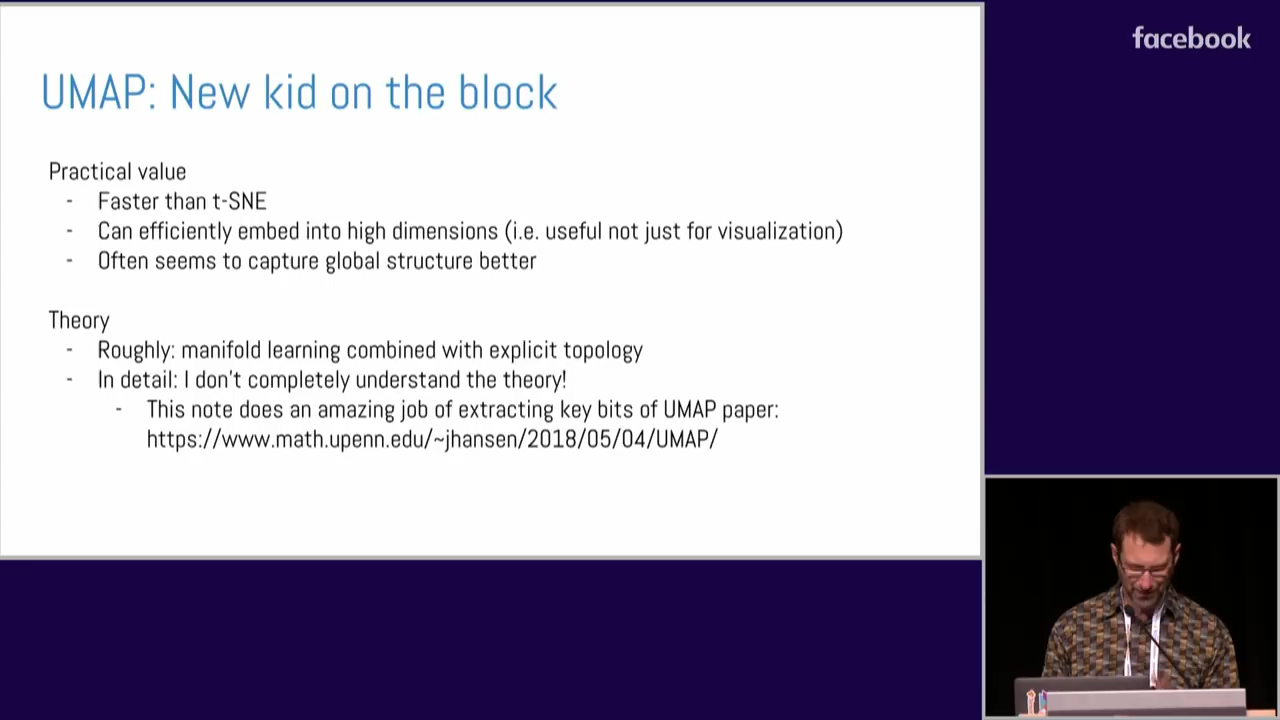 facebook
UMAP: New kid on the block
Practical value
- Faster than t-SNE
- Can efficiently embed into high dimensions (i.e. useful not just for visualization)
- Often seems to capture global structure better
Theory
- Roughly: manifold learning combined with explicit topology
- In detail: I don't completely understand the theory!
- This note does an amazing job of extracting key bits of UMAP paper:
https://www.math.upenn.edu/~jhansen/2018/05/04/UMAP/